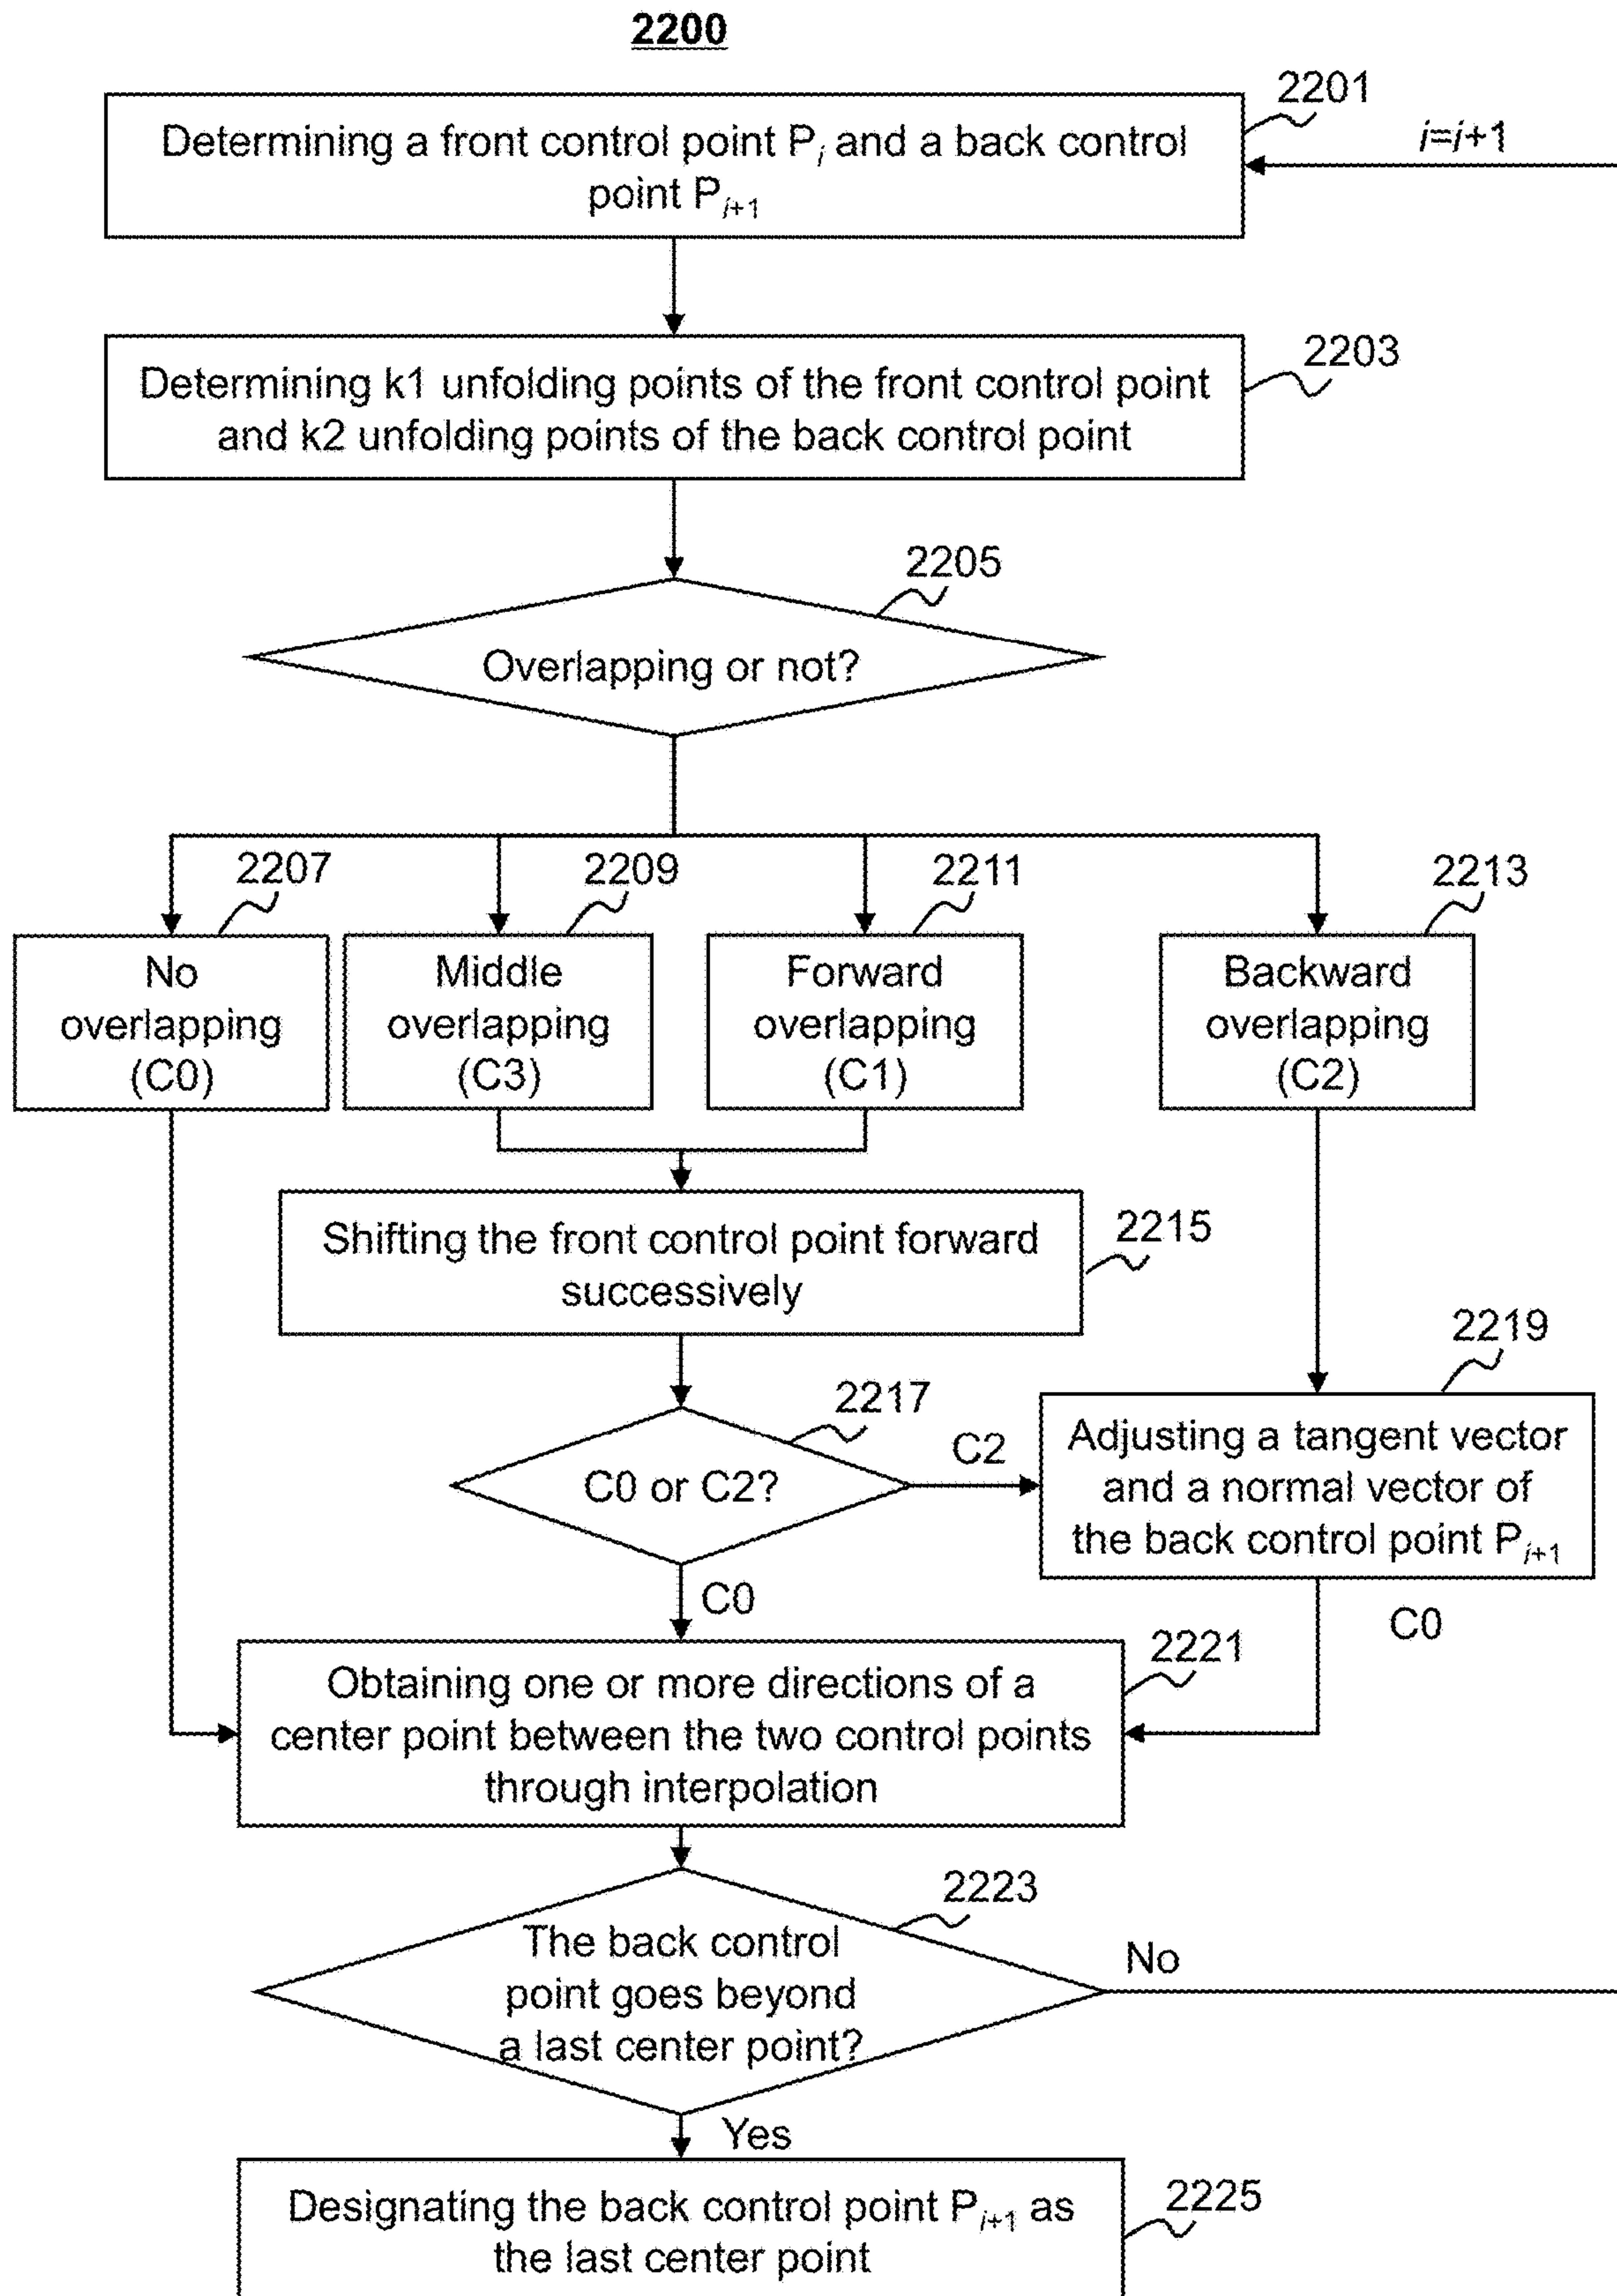 2200
2201
Determining a front control point Pi and a back control
point Pi+1
i=i+1
2203
Determining k1 unfolding points of the front control point
and k2 unfolding points of the back control point
2205
Overlapping or not?
2207
2209
2211
2213
No
overlapping
(C0)
Middle
overlapping
(C3)
Forward
overlapping
(C1)
Backward
overlapping
(C2)
2215
Shifting the front control point forward
successively
2217
C0 or C2?
C2
C0
2219
Adjusting a tangent vector
and a normal vector of
the back control point Pi+1
C0
2221
Obtaining one or more directions of a
center point between the two control points
through interpolation
2223
The back control
point goes beyond
a last center point?
No
Yes
2225
Designating the back control point Pi+1 as
the last center point